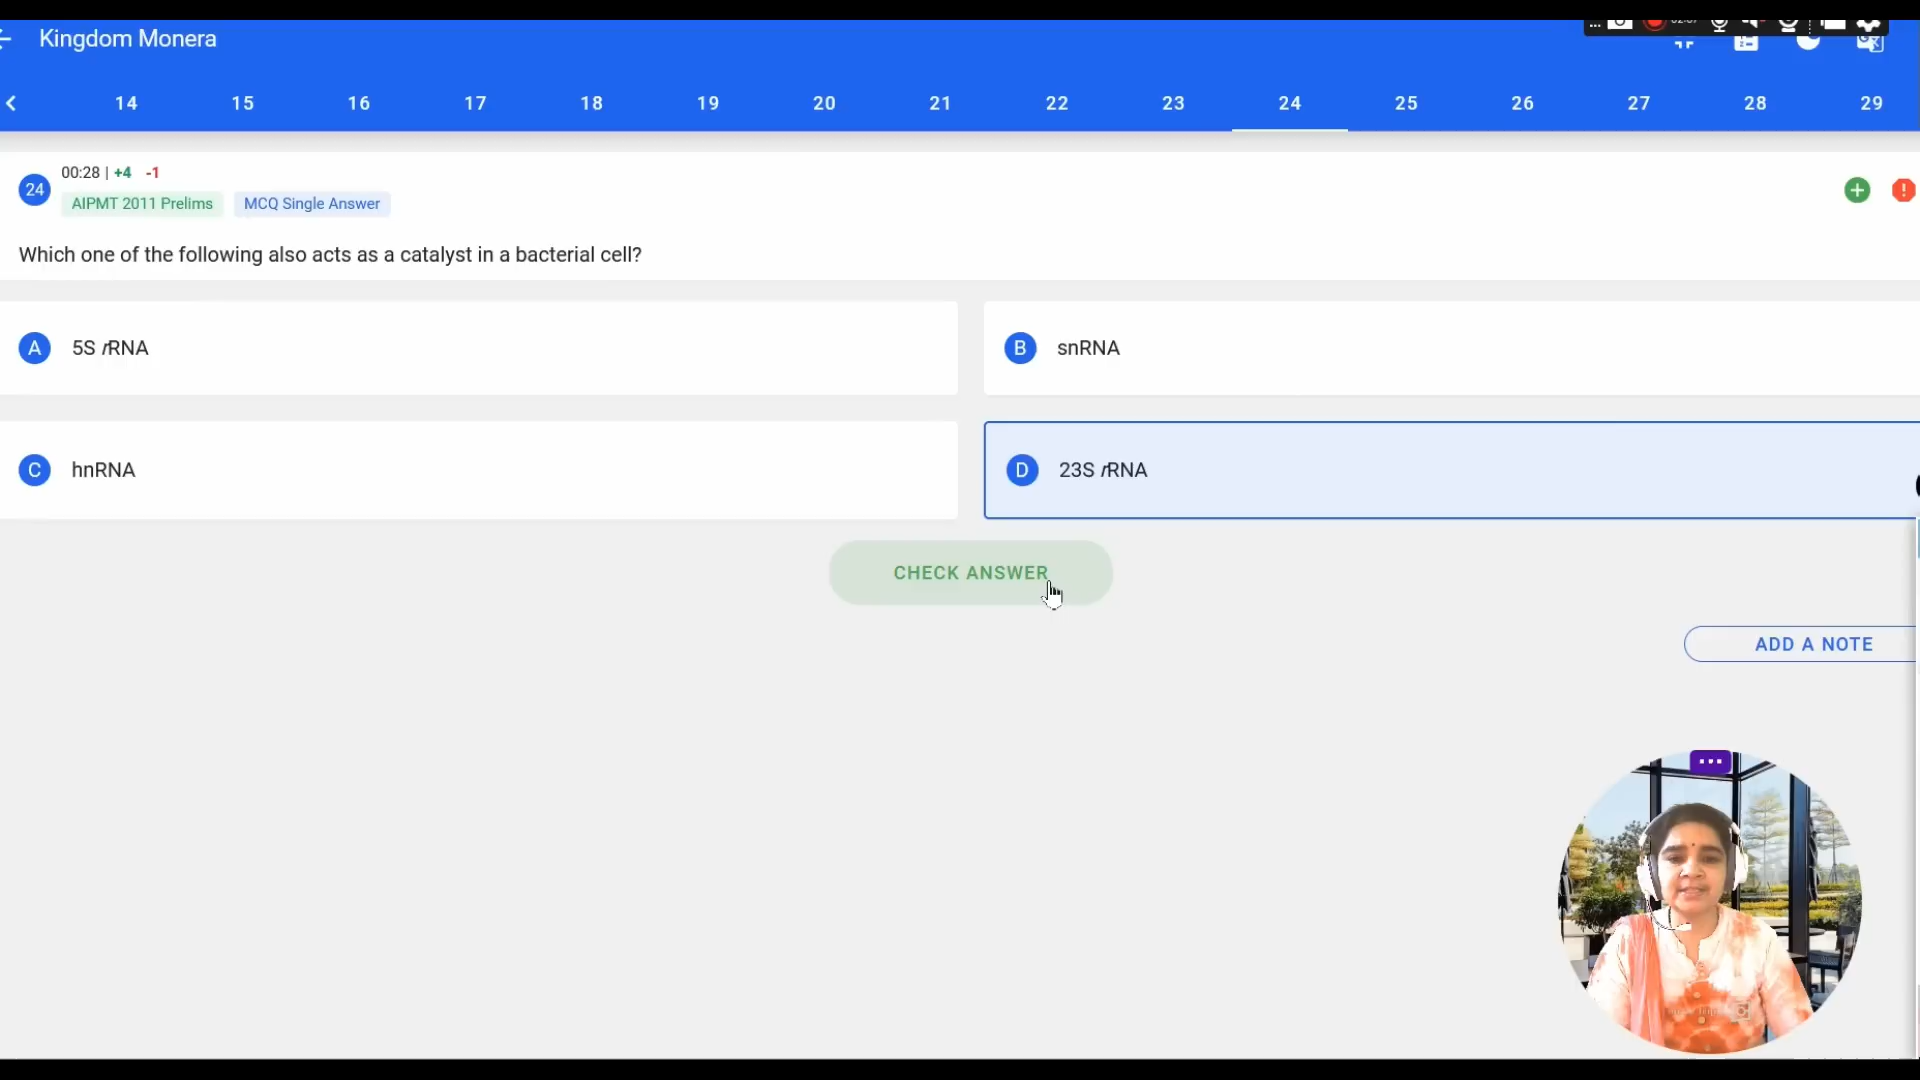 Kingdom Monera
14 15 16 17 18 19 20 21 22 23 24 25 26 27 28 29
24 00:28 | +4 -1
AIPMT 2011 Prelims MCQ Single Answer
Which one of the following also acts as a catalyst in a bacterial cell?
A 5S rRNA
B snRNA
C hnRNA
D 23S rRNA
CHECK ANSWER
ADD A NOTE